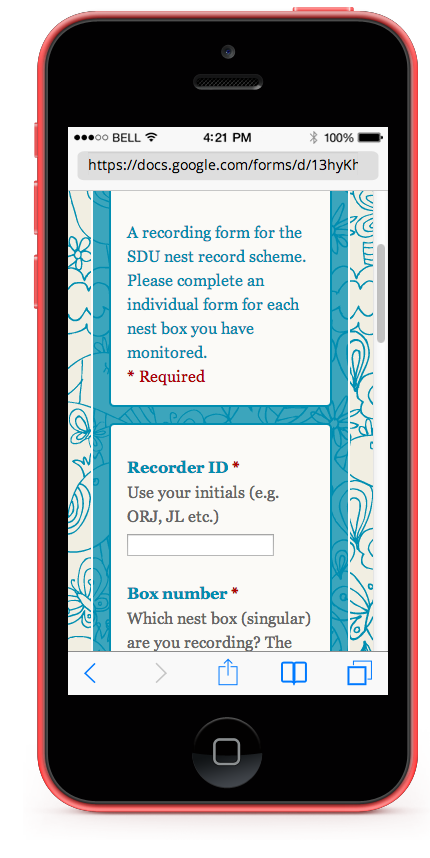 ●●●○○ BELL 4:21 PM 100%
https://docs.google.com/forms/d/13hyKh
A recording form for the
SDU nest record scheme.
Please complete an
individual form for each
nest box you have
monitored.
* Required
Recorder ID *
Use your initials (e.g.
ORJ, JL etc.)
Box number *
Which nest box (singular)
are you recording? The